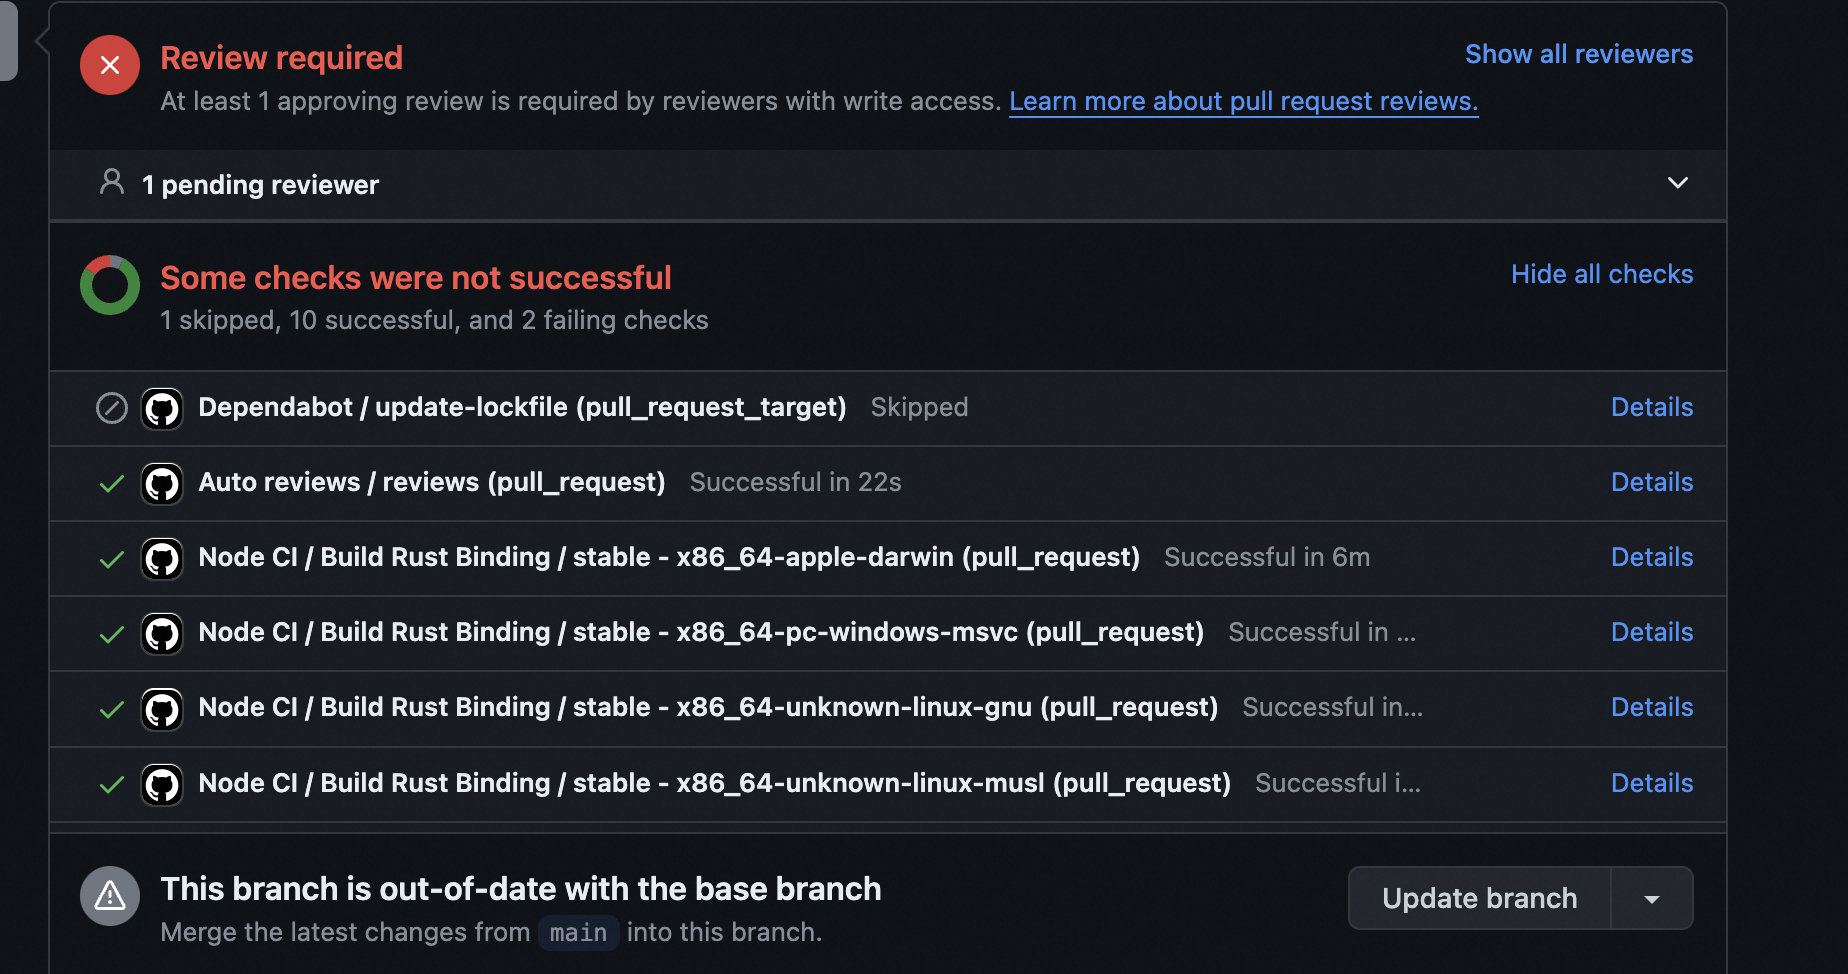 Review required
Show all reviewers
At least 1 approving review is required by reviewers with write access. Learn more about pull request reviews.
1 pending reviewer
Some checks were not successful
Hide all checks
1 skipped, 10 successful, and 2 failing checks
Dependabot / update-lockfile (pull_request_target) Skipped Details
Auto reviews / reviews (pull_request) Successful in 22s Details
Node CI / Build Rust Binding / stable - x86_64-apple-darwin (pull_request) Successful in 6m Details
Node CI / Build Rust Binding / stable - x86_64-pc-windows-msvc (pull_request) Successful in ... Details
Node CI / Build Rust Binding / stable - x86_64-unknown-linux-gnu (pull_request) Successful in... Details
Node CI / Build Rust Binding / stable - x86_64-unknown-linux-musl (pull_request) Successful i... Details
This branch is out-of-date with the base branch
Update branch
Merge the latest changes from main into this branch.